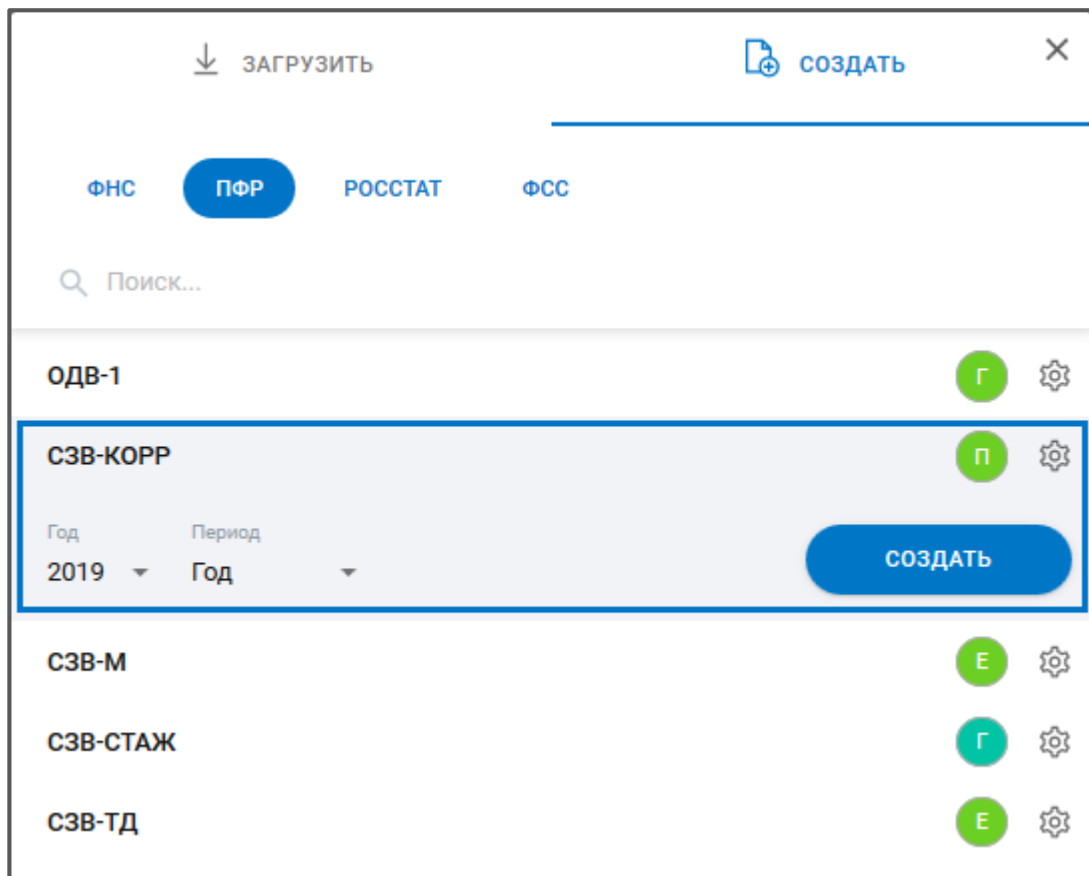 ЗАГРУЗИТЬ СОЗДАТЬ
ФНС ПФР РОССТАТ ФСС
Поиск...
ОДВ-1 Г
СЗВ-КОРР П
Год Период
2019 Год СОЗДАТЬ
СЗВ-М Е
СЗВ-СТАЖ Г
СЗВ-ТД Е